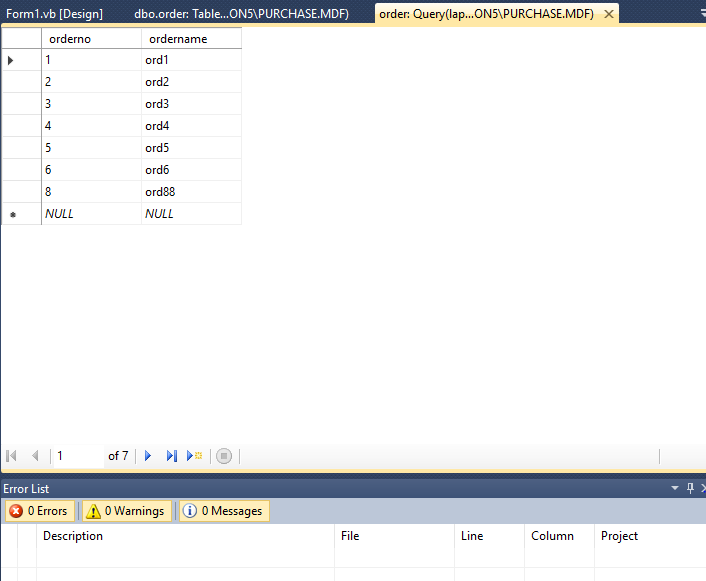 Form1.vb [Design] dbo.order: Table...ON5\PURCHASE.MDF) order: Query(lap...ON5\PURCHASE.MDF)
orderno ordername
1 ord1
2 ord2
3 ord3
4 ord4
5 ord5
6 ord6
8 ord88
NULL NULL
1 of 7
Error List
0 Errors 0 Warnings 0 Messages
Description File Line Column Project